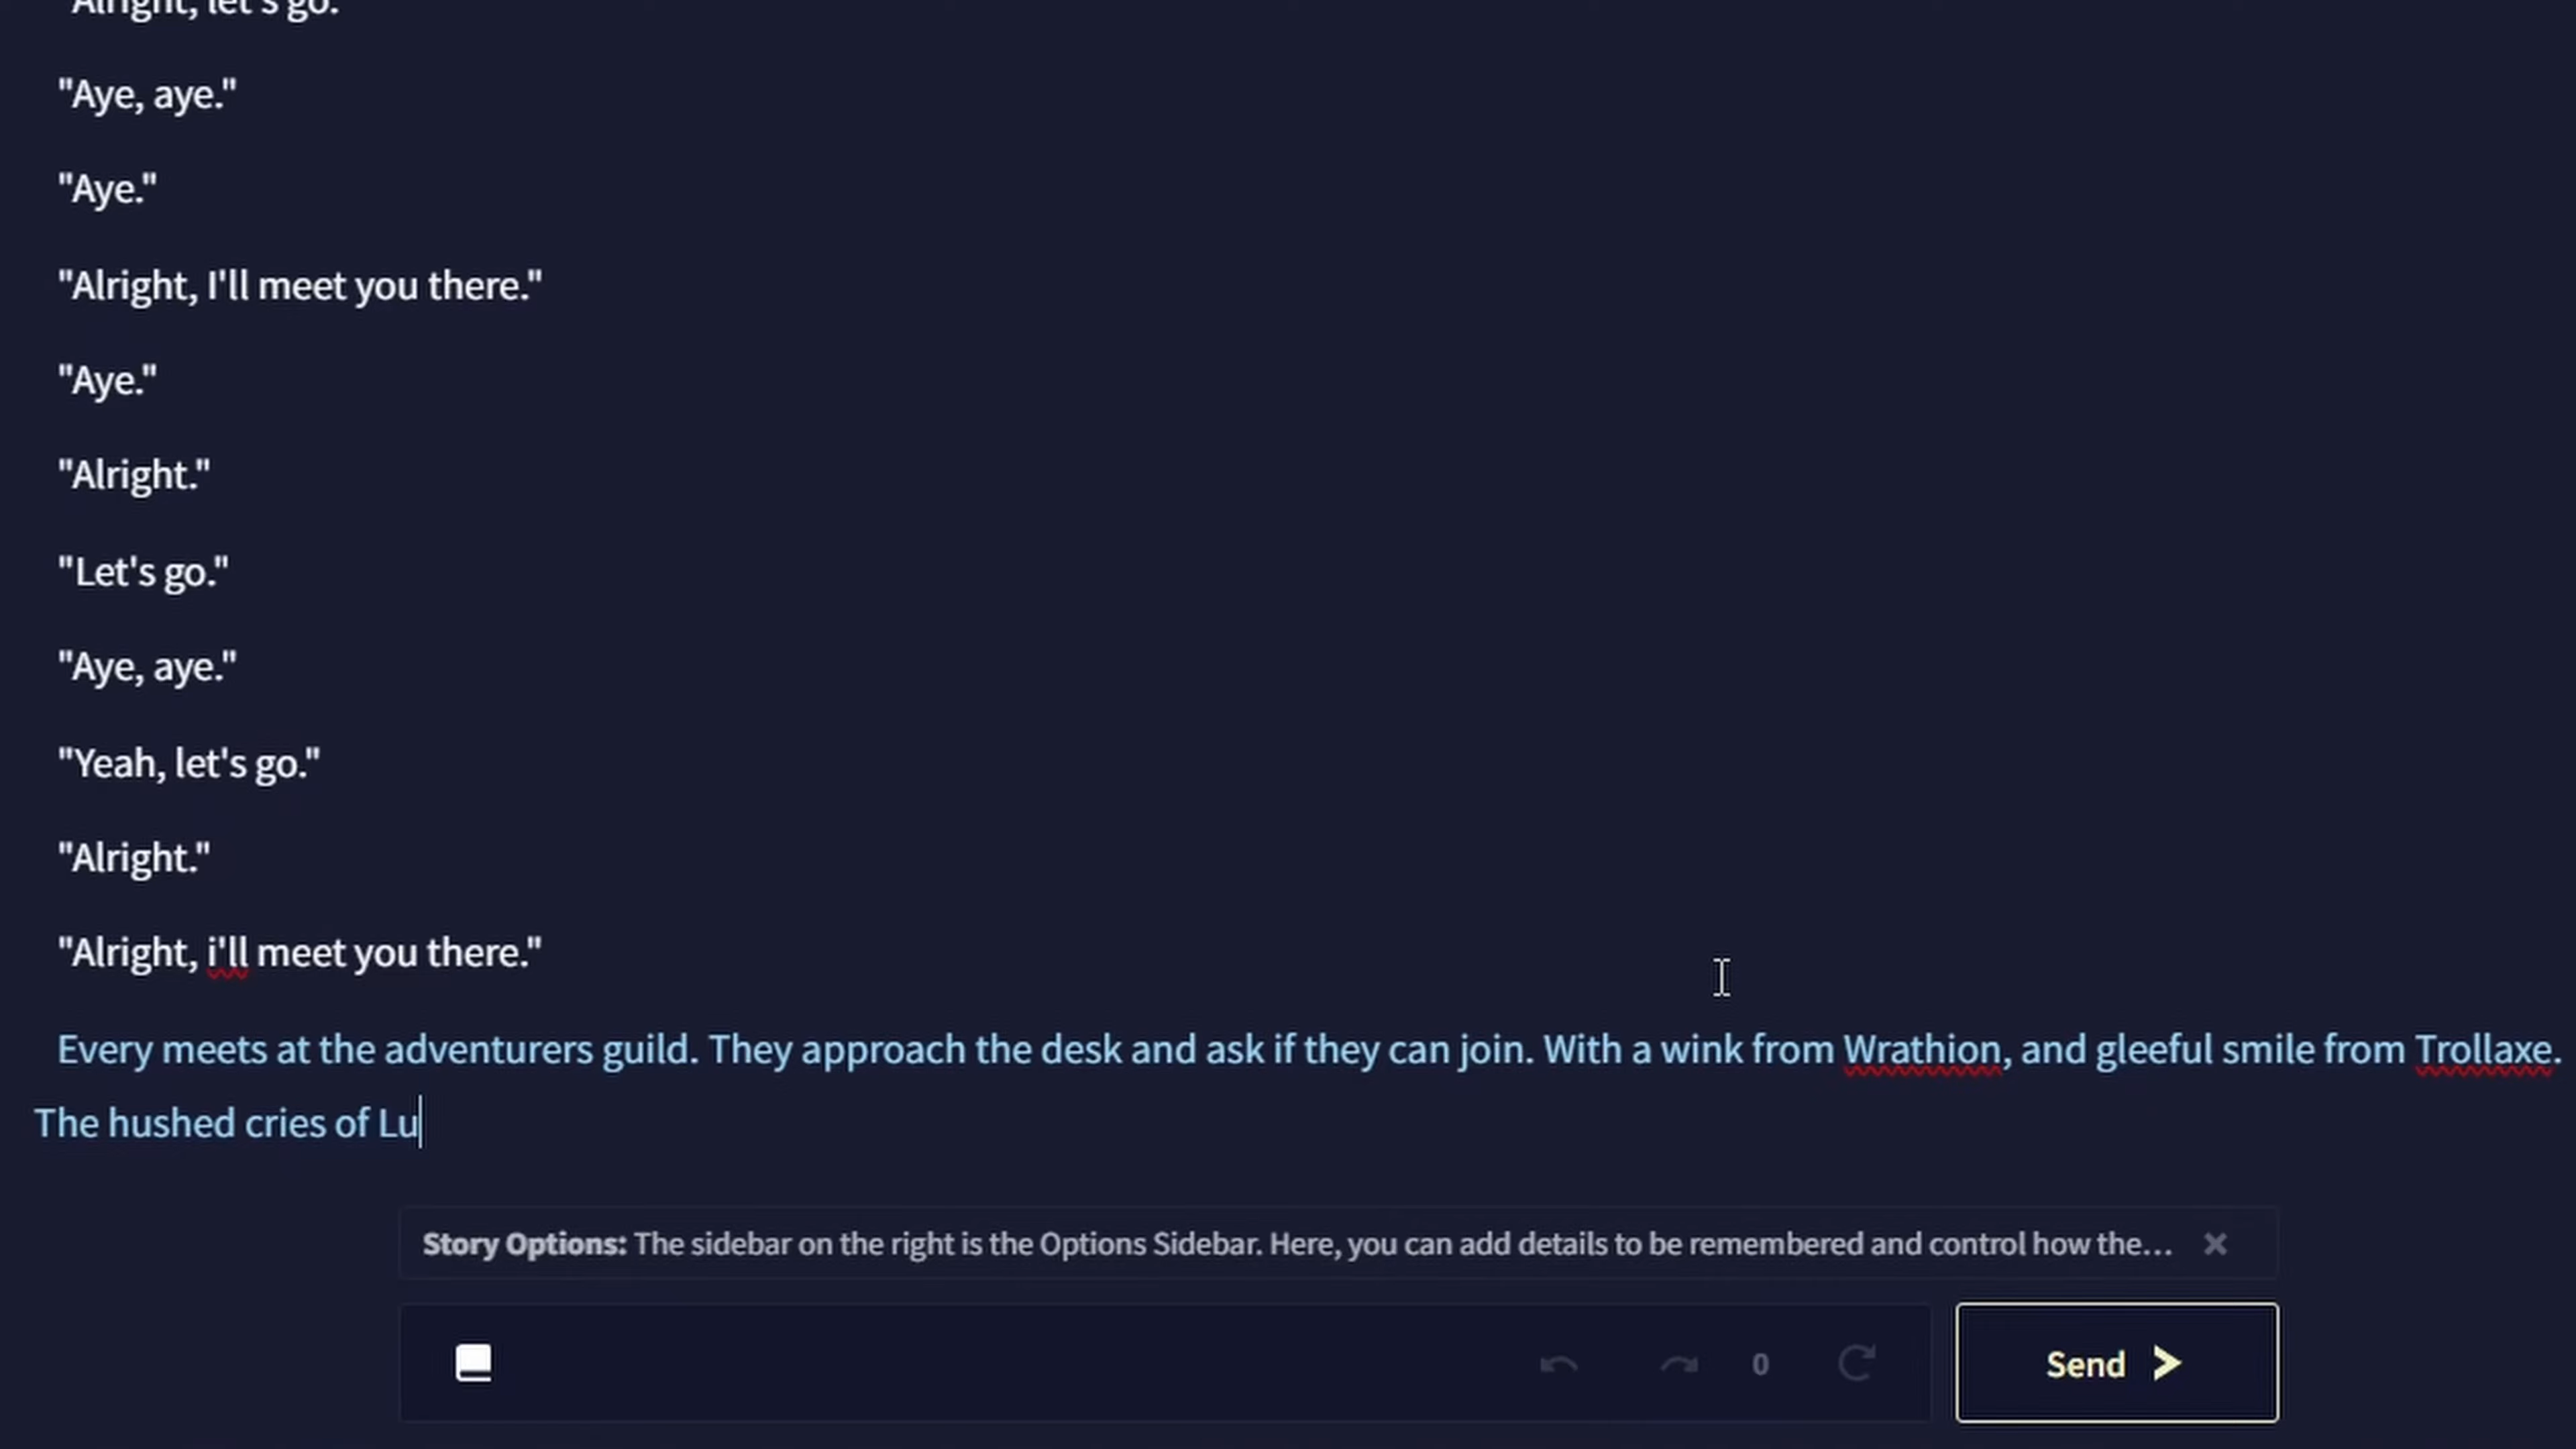 "Alright, let's go."
"Aye, aye."
"Aye."
"Alright, I'll meet you there."
"Aye."
"Alright."
"Let's go."
"Aye, aye."
"Yeah, let's go."
"Alright."
"Alright, i'll meet you there."
Every meets at the adventurers guild. They approach the desk and ask if they can join. With a wink from Wrathion, and gleeful smile from Trollaxe.
The hushed cries of Lu
Story Options: The sidebar on the right is the Options Sidebar. Here, you can add details to be remembered and control how the...
0
Send